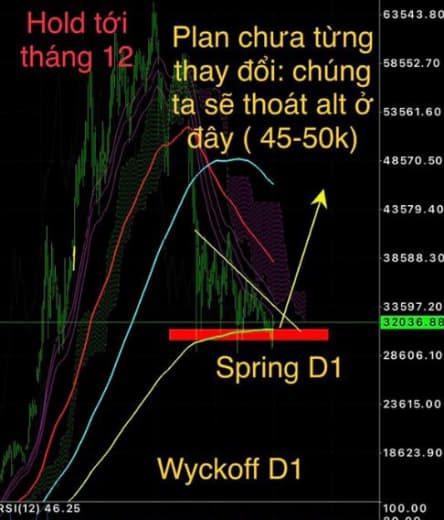 Hold tới
tháng 12
Plan chưa từng
thay đổi: chúng
ta sẽ thoát alt ở
đây ( 45-50k)
63543.80
58552.70
53561.60
48570.50
43579.40
38588.30
33597.20
32036.88
28606.10
23615.00
18623.90
Spring D1
Wyckoff D1
RSI(12) 46.25
100.00